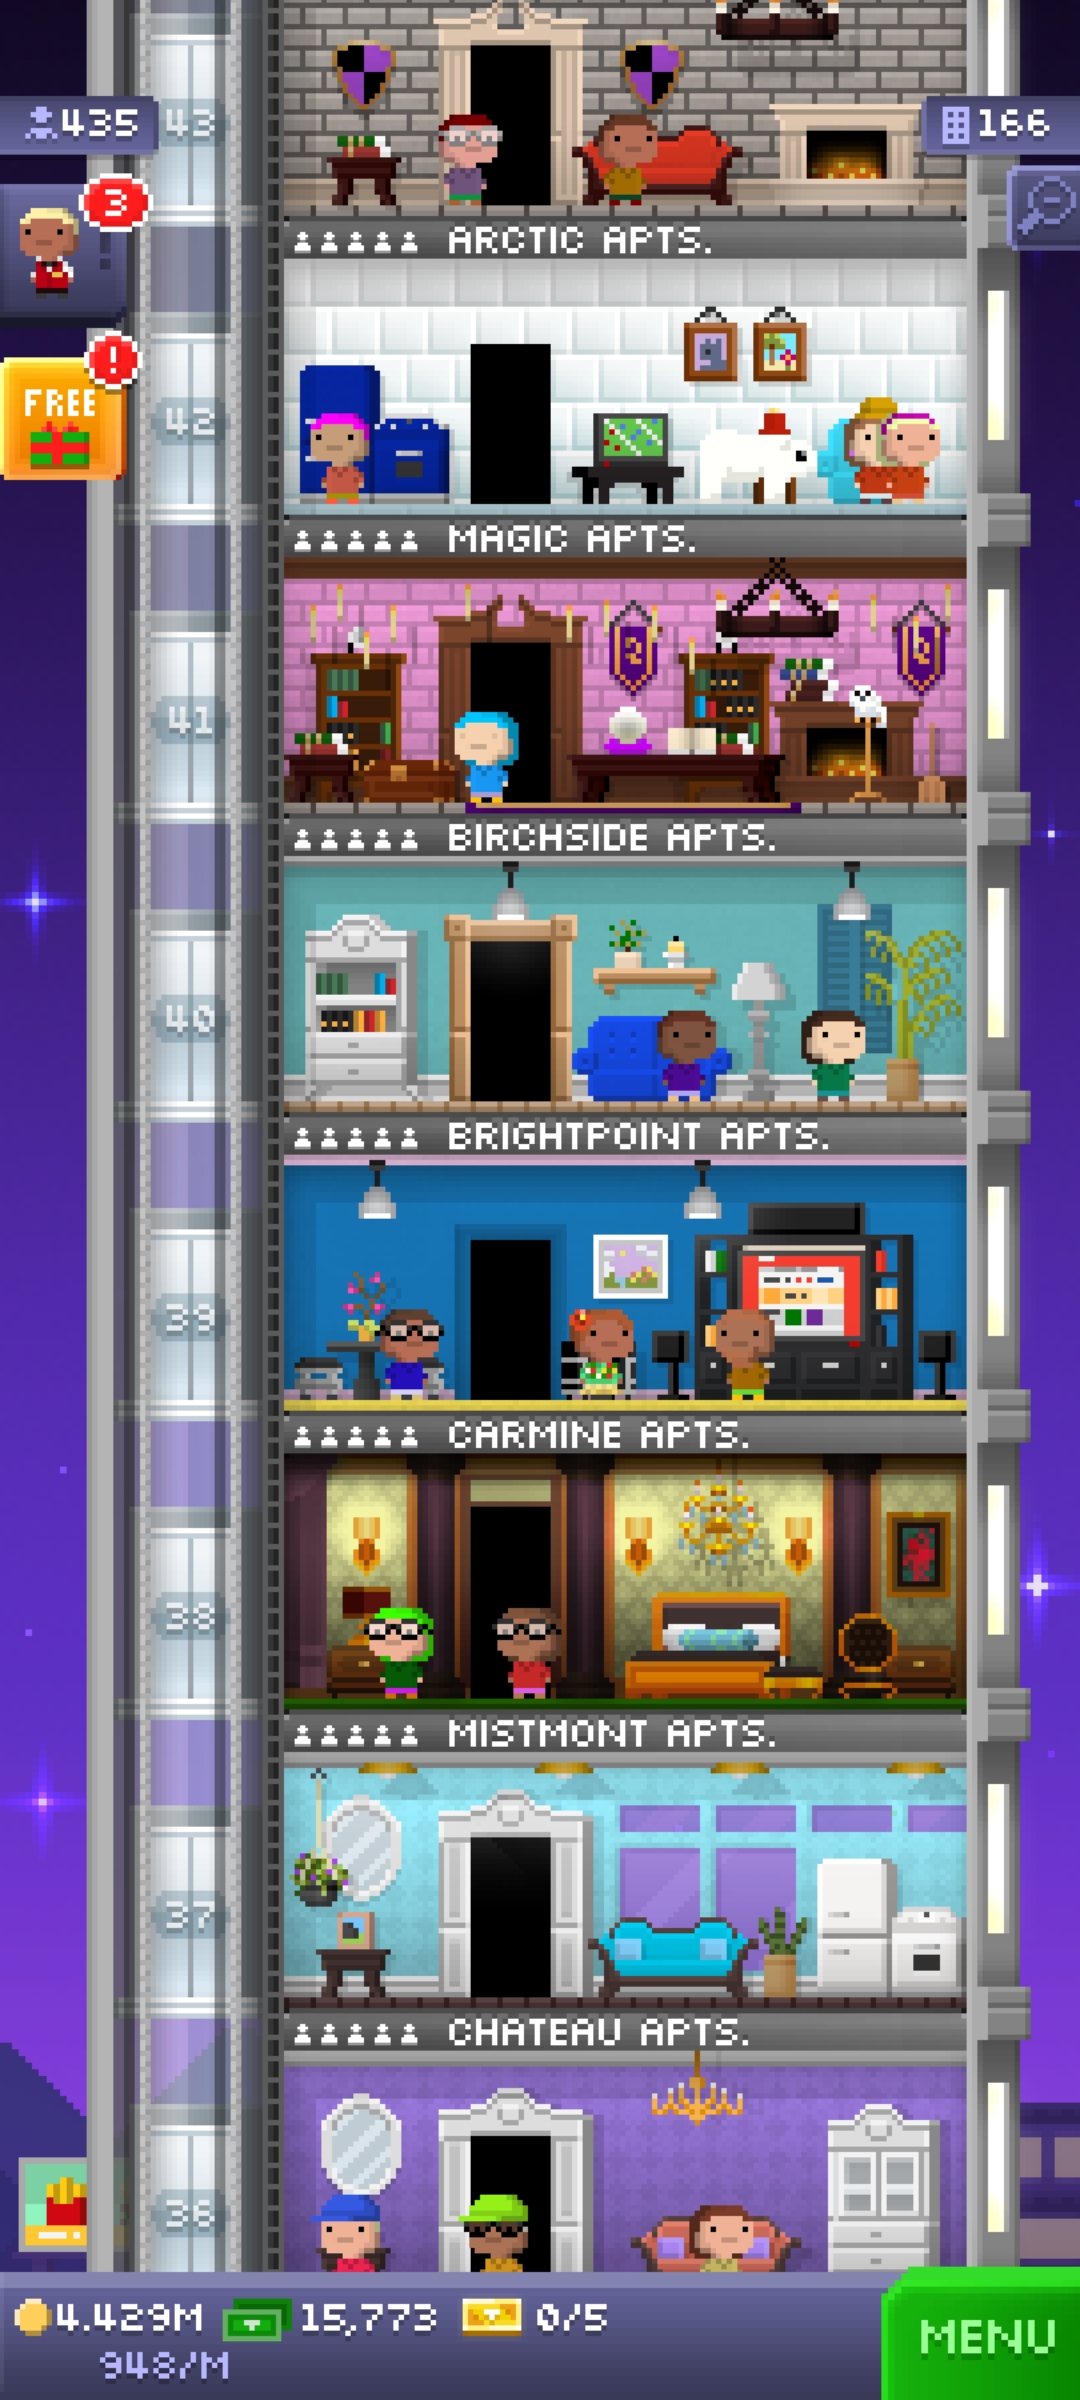 435
43
166
3
ARCTIC APTS.
!
FREE
42
MAGIC APTS.
41
BIRCHSIDE APTS.
40
BRIGHTPOINT APTS.
39
CARMINE APTS.
38
MISTMONT APTS.
37
CHATEAU APTS.
36
4.429M 15,773 0/5
948/M
MENU